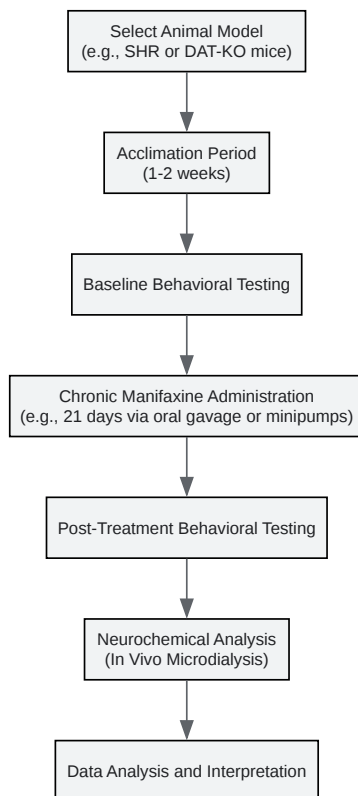 Select Animal Model
(e.g., SHR or DAT-KO mice)
Acclimation Period
(1-2 weeks)
Baseline Behavioral Testing
Chronic Manifaxine Administration
(e.g., 21 days via oral gavage or minipumps)
Post-Treatment Behavioral Testing
Neurochemical Analysis
(In Vivo Microdialysis)
Data Analysis and Interpretation